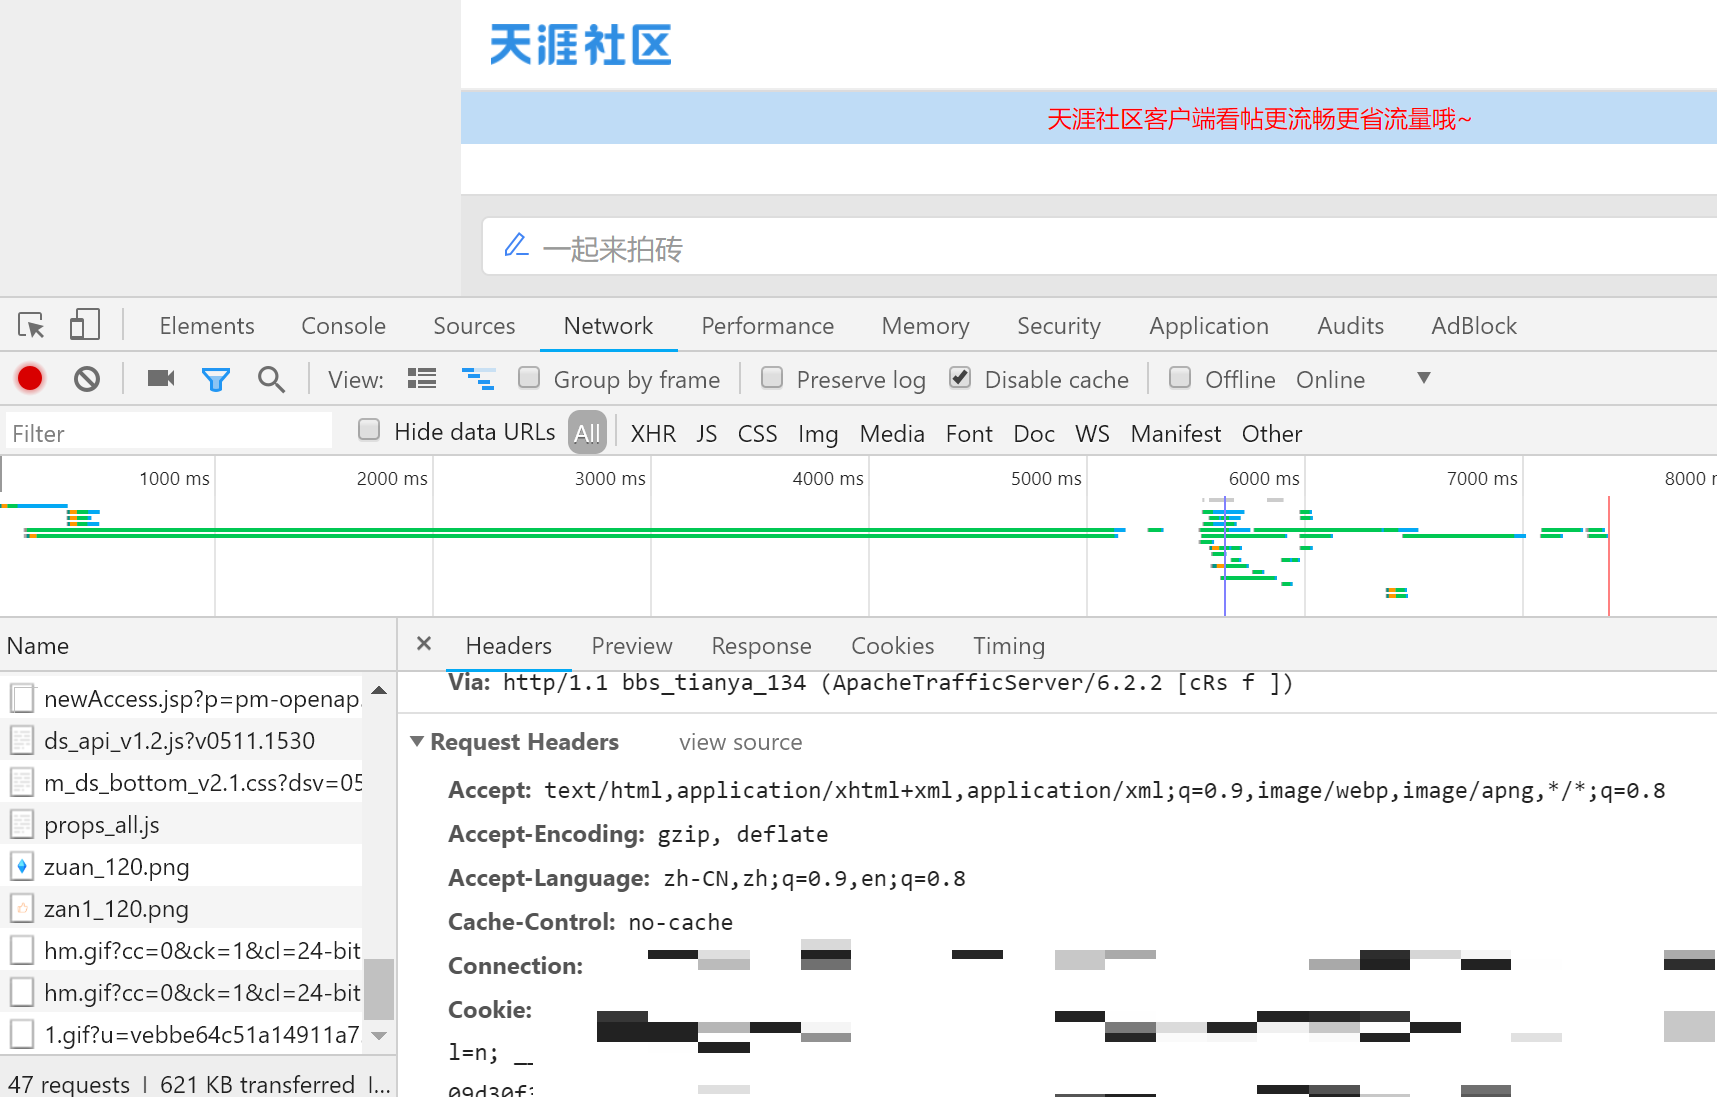 天涯社区
天涯社区客户端看帖更流畅更省流量哦~
一起来拍砖
Elements Console Sources Network Performance Memory Security Application Audits AdBlock
View: Group by frame Preserve log Disable cache Offline Online
Filter Hide data URLs All XHR JS CSS Img Media Font Doc WS Manifest Other
1000 ms 2000 ms 3000 ms 4000 ms 5000 ms 6000 ms 7000 ms 8000
Name
newAccess.jsp?p=pm-openap
ds_api_v1.2.js?v0511.1530
m_ds_bottom_v2.1.css?dsv=05
props_all.js
zuan_120.png
zan1_120.png
hm.gif?cc=0&ck=1&cl=24-bit
hm.gif?cc=0&ck=1&cl=24-bit
1.gif?u=vebbe64c51a14911a7
47 requests | 621 KB transferred | ...
× Headers Preview Response Cookies Timing
Via: http/1.1 bbs_tianya_134 (ApacheTrafficServer/6.2.2 [cRs f ])
Request Headers view source
Accept: text/html,application/xhtml+xml,application/xml;q=0.9,image/webp,image/apng,*/*;q=0.8
Accept-Encoding: gzip, deflate
Accept-Language: zh-CN,zh;q=0.9,en;q=0.8
Cache-Control: no-cache
Connection:
Cookie:
l=n; __
09d30f